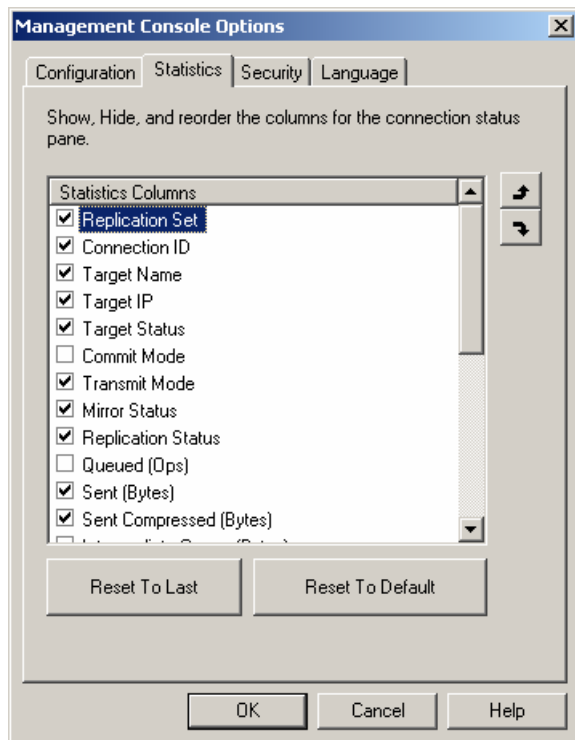 Management Console Options
Configuration
Statistics
Security
Language
Show, Hide, and reorder the columns for the connection status
pane.
Statistics Columns
Replication Set
Connection ID
Target Name
Target IP
Target Status
Commit Mode
Transmit Mode
Mirror Status
Replication Status
Queued (Ops)
Sent (Bytes)
Sent Compressed (Bytes)
Reset To Last
Reset To Default
OK
Cancel
Help